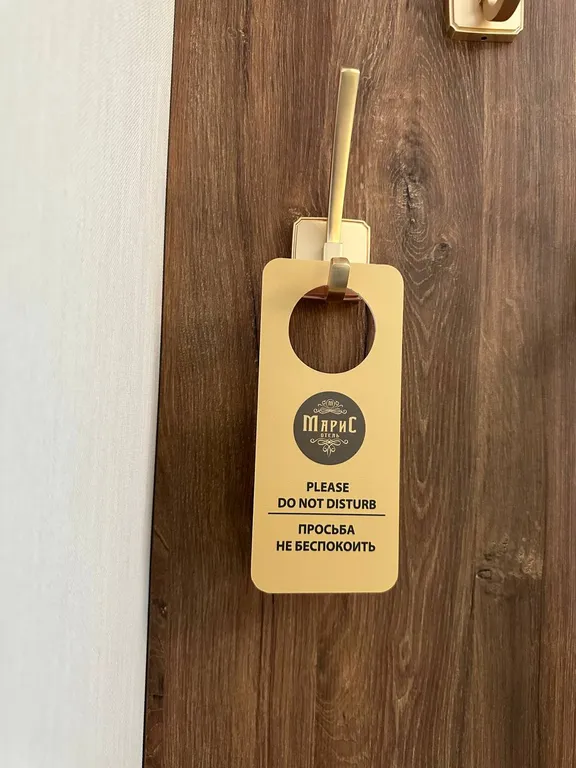 МариС
ОТЕЛЬ
PLEASE
DO NOT DISTURB
ПРОСЬБА
НЕ БЕСПОКОИТЬ